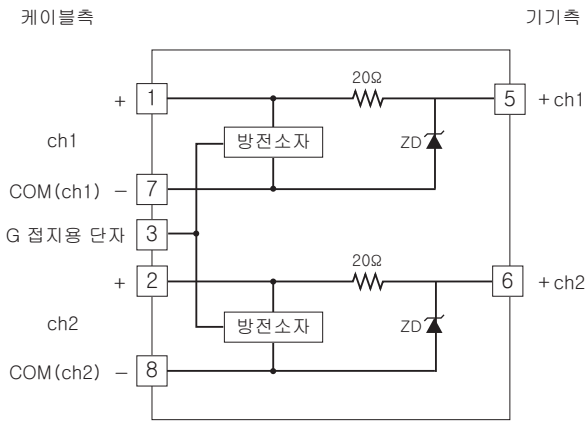 케이블측
기기측
20Ω
+ 1
5 +ch1
ch1
방전소자
ZD
COM(ch1) − 7
G 접지용 단자 3
20Ω
+ 2
6 +ch2
ch2
방전소자
ZD
COM(ch2) − 8